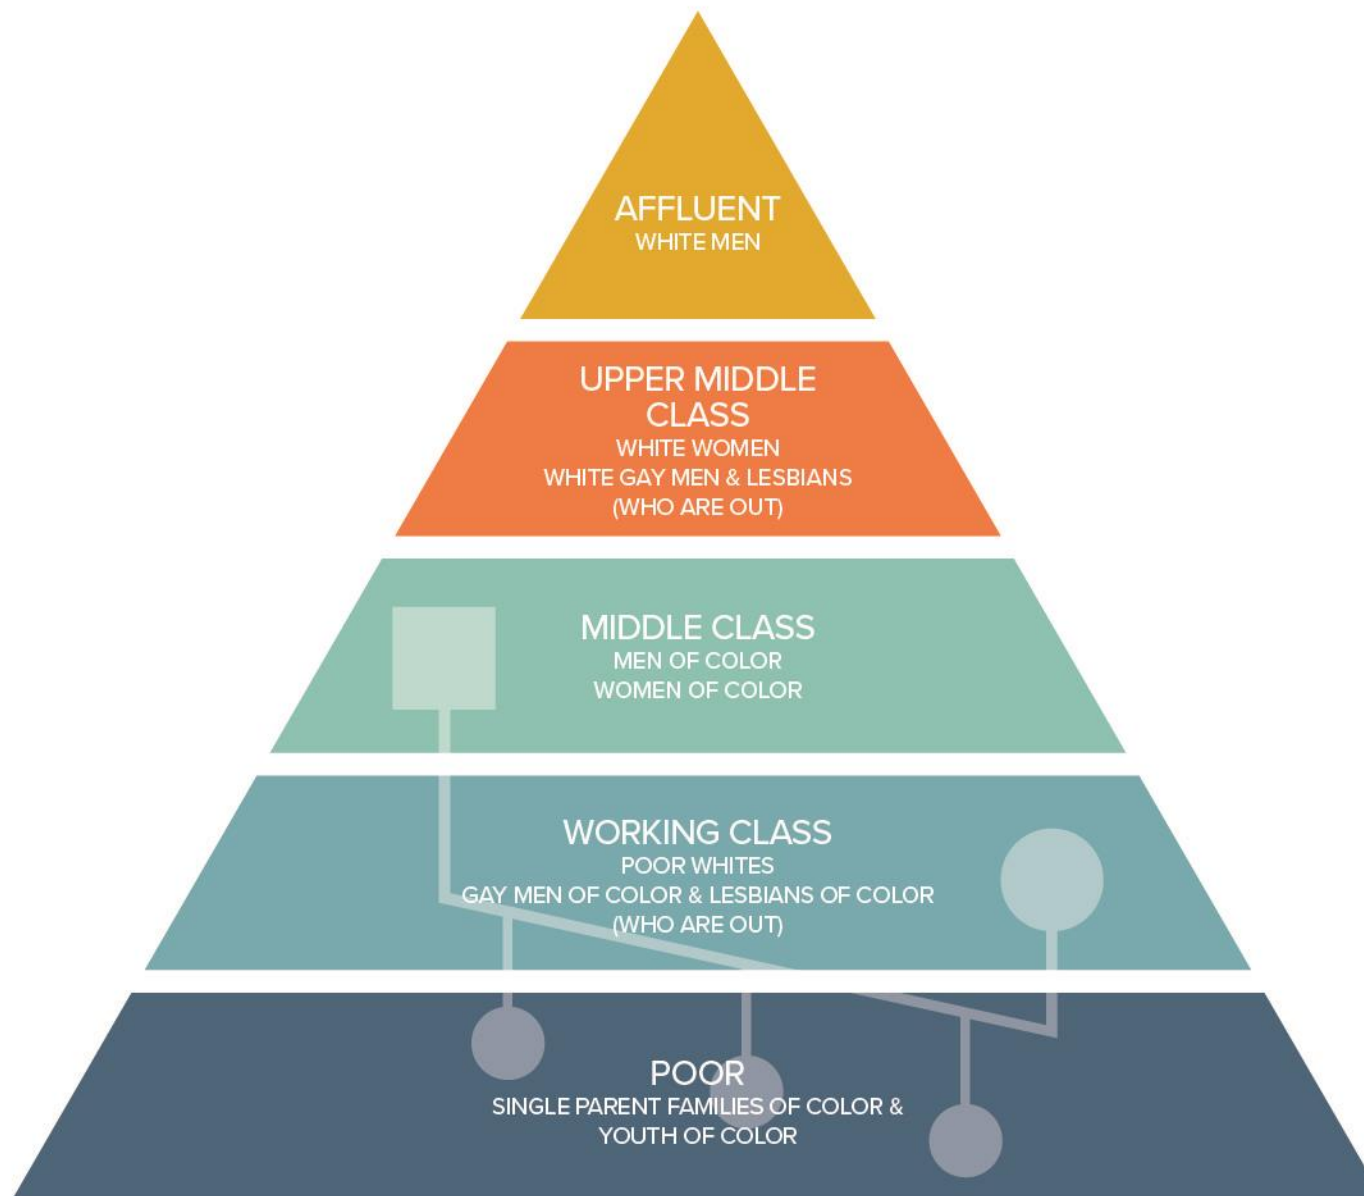 AFFLUENT
WHITE MEN
UPPER MIDDLE
CLASS
WHITE WOMEN
WHITE GAY MEN & LESBIANS
(WHO ARE OUT)
MIDDLE CLASS
MEN OF COLOR
WOMEN OF COLOR
WORKING CLASS
POOR WHITES
GAY MEN OF COLOR & LESBIANS OF COLOR
(WHO ARE OUT)
POOR
SINGLE PARENT FAMILIES OF COLOR &
YOUTH OF COLOR